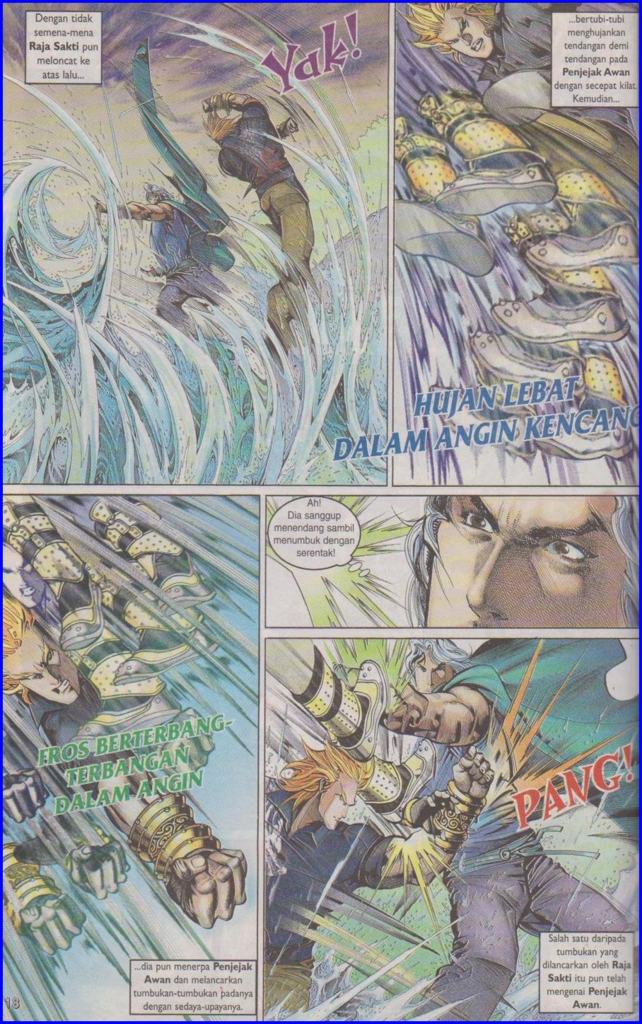 Dengan tidak
semena-mena
Raja Sakti pun
meloncat ke
atas lalu...
Yak!
...bertubi-tubi
menghujankan
tendangan demi
tendangan pada
Penjejak Awan
dengan secepat kilat.
Kemudian...
HUJAN LEBAT
DALAM ANGIN KENCANG
Ah!
Dia sanggup
menendang sambil
menumbuk dengan
serentak!
EROS BERTERBANG-
TERBANGAN
DALAM ANGIN
...dia pun menerpa Penjejak
Awan dan melancarkan
tumbukan-tumbukan padanya
dengan sedaya-upayanya.
PANG!
Salah satu daripada
tumbukan yang
dilancarkan oleh Raja
Sakti itu pun telah
mengenai Penjejak
Awan.
18